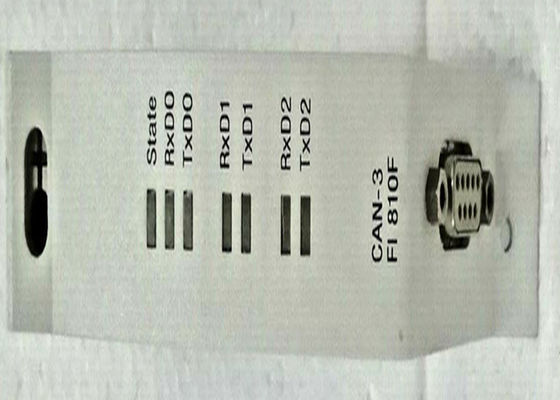 State
RxD0
TxD0
RxD1
TxD1
RxD2
TxD2
CAN-3
FI 810F